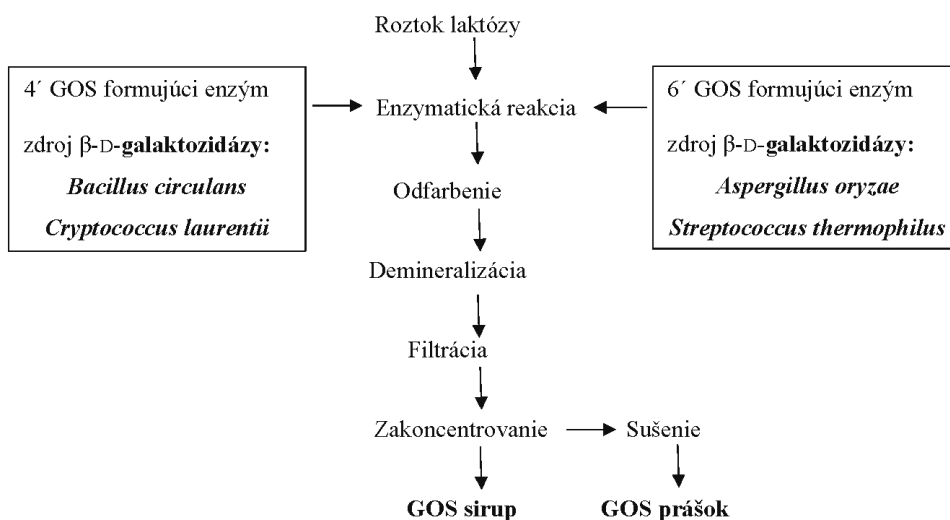 Roztok laktózy
4´ GOS formujúci enzým
zdroj β-D-galaktozidázy:
Bacillus circulans
Cryptococcus laurentii
Enzymatická reakcia
6´ GOS formujúci enzým
zdroj β-D-galaktozidázy:
Aspergillus oryzae
Streptococcus thermophilus
Odfarbenie
Demineralizácia
Filtrácia
Zakoncentrovanie
Sušenie
GOS sirup
GOS prášok